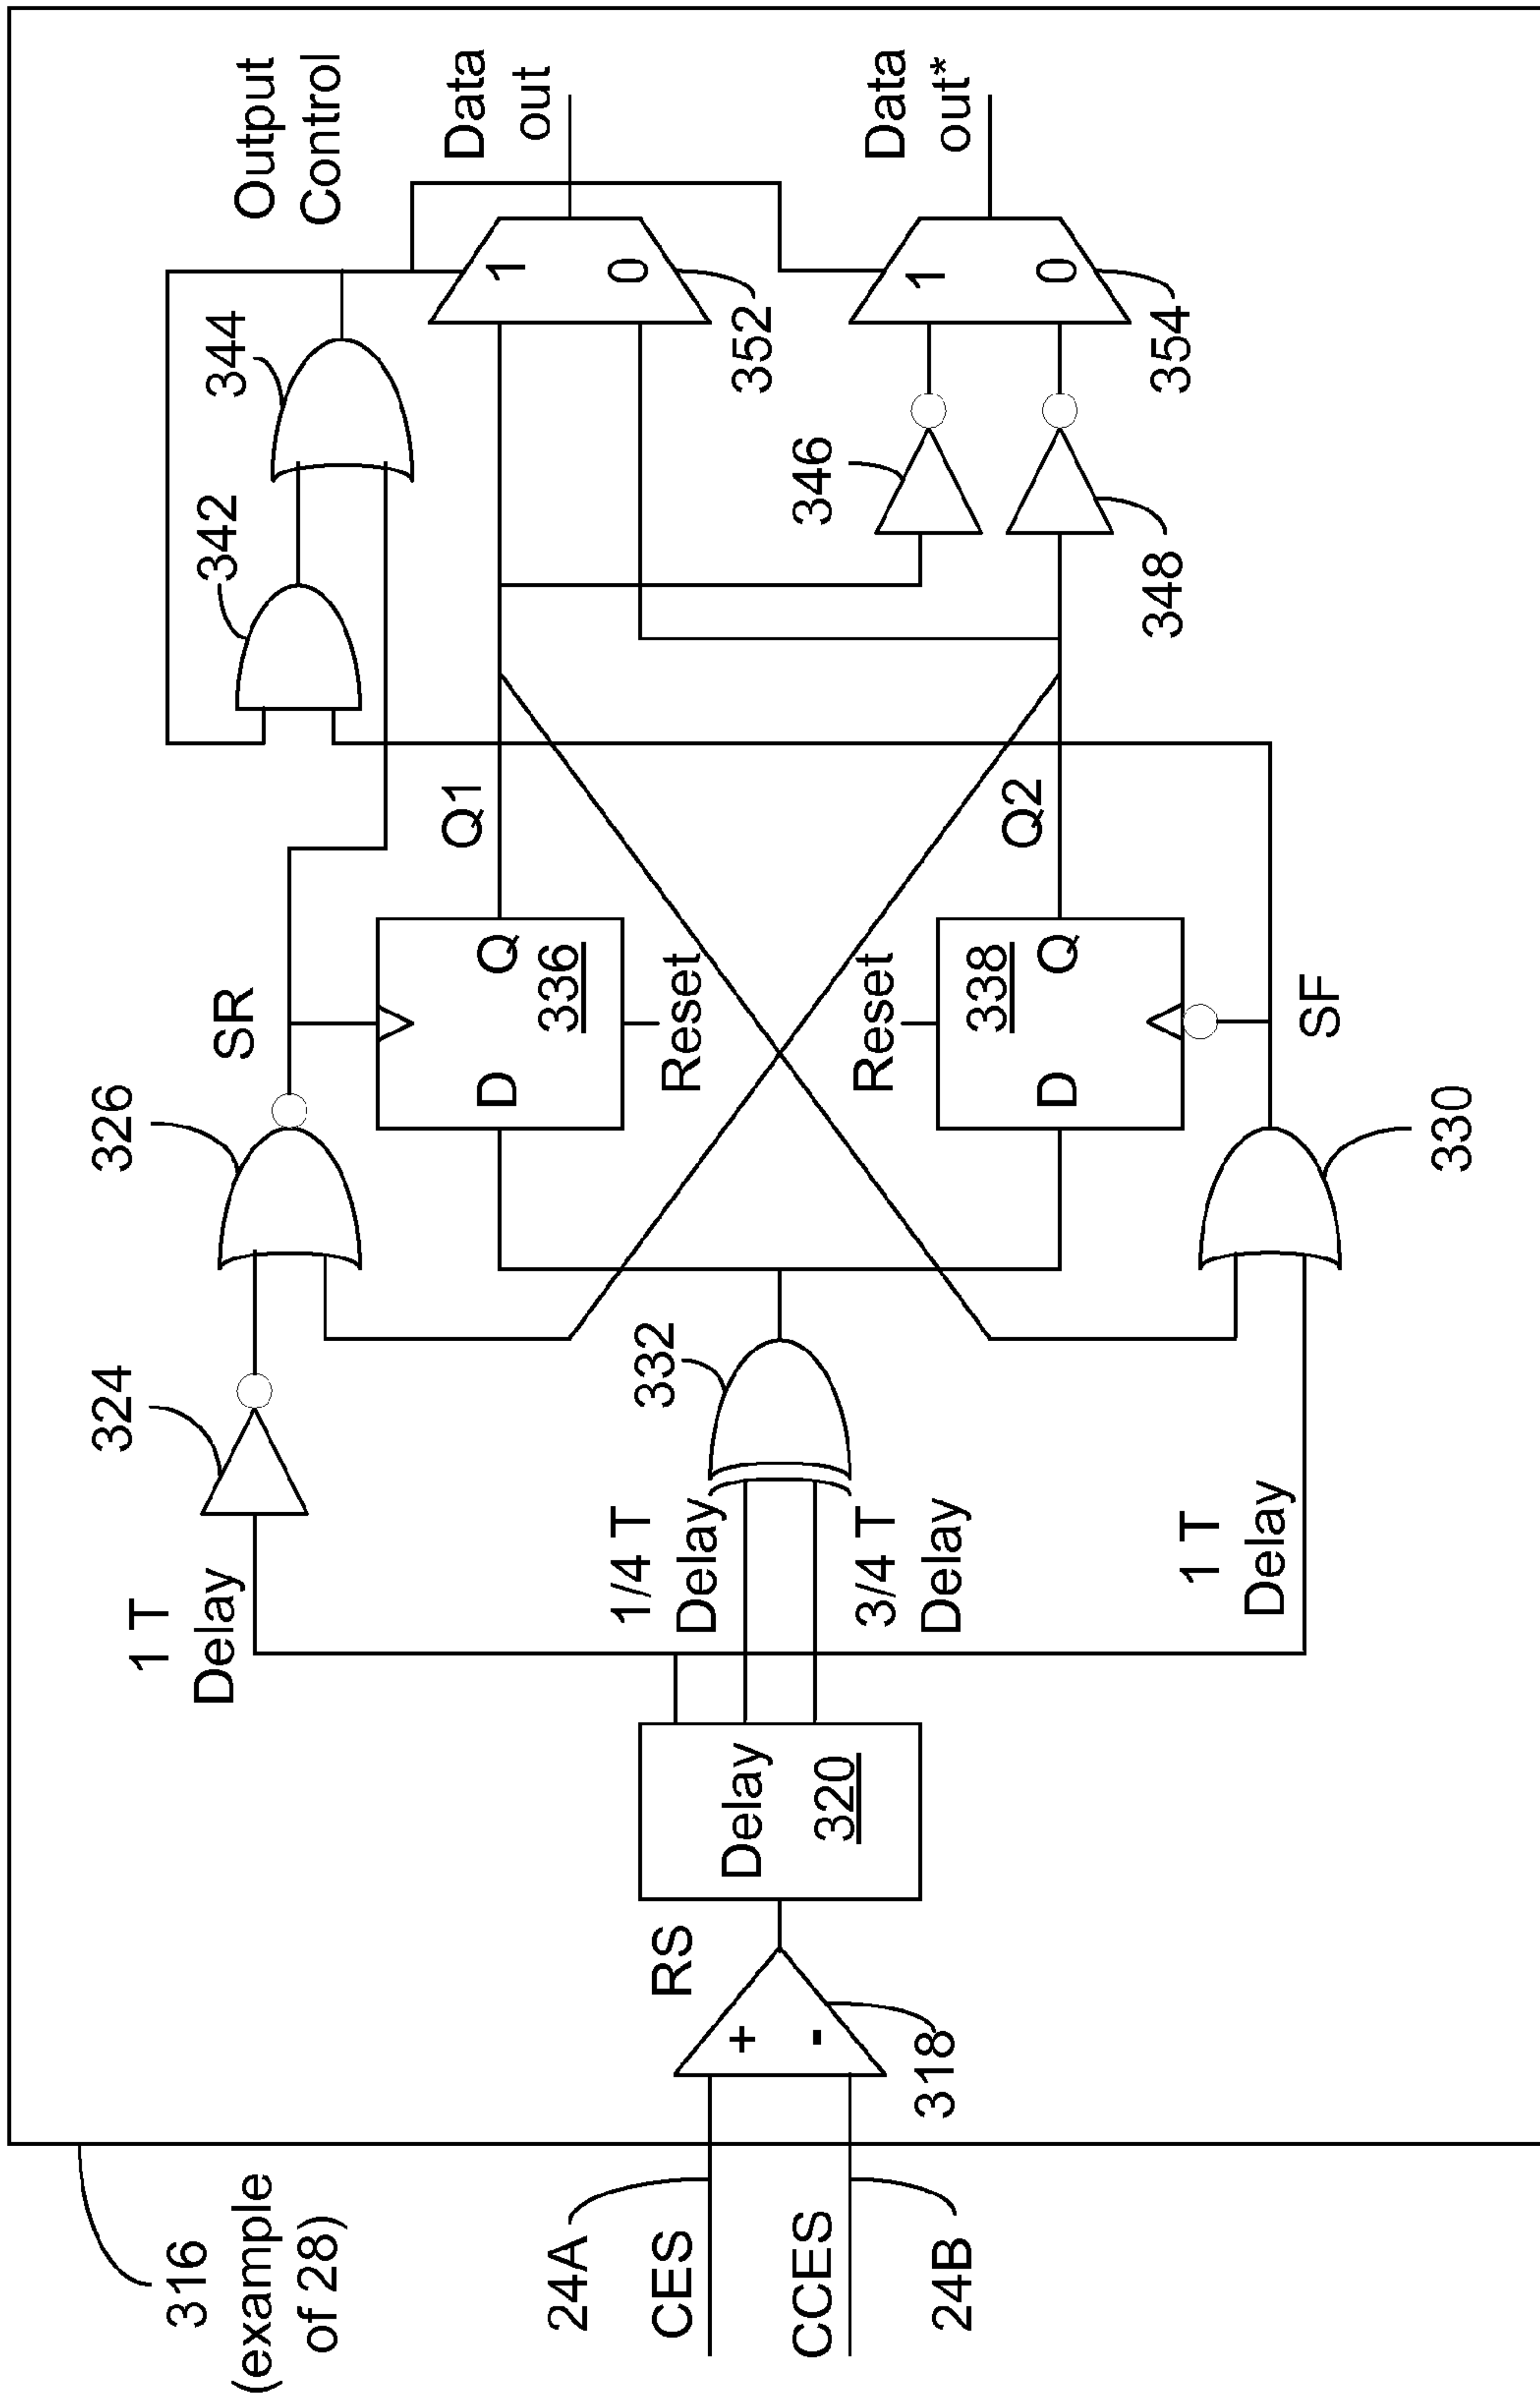 316
(example
of 28)
24A
CES
CCES
24B
RS
+
-
318
Delay
320
1 T
Delay
1/4 T
Delay
3/4 T
Delay
1 T
Delay
324
326
332
330
SR
D
Q
336
Reset
Reset
D
Q
338
SF
Q1
Q2
342
344
346
348
Output
Control
1
0
352
1
0
354
Data
out
Data
out*